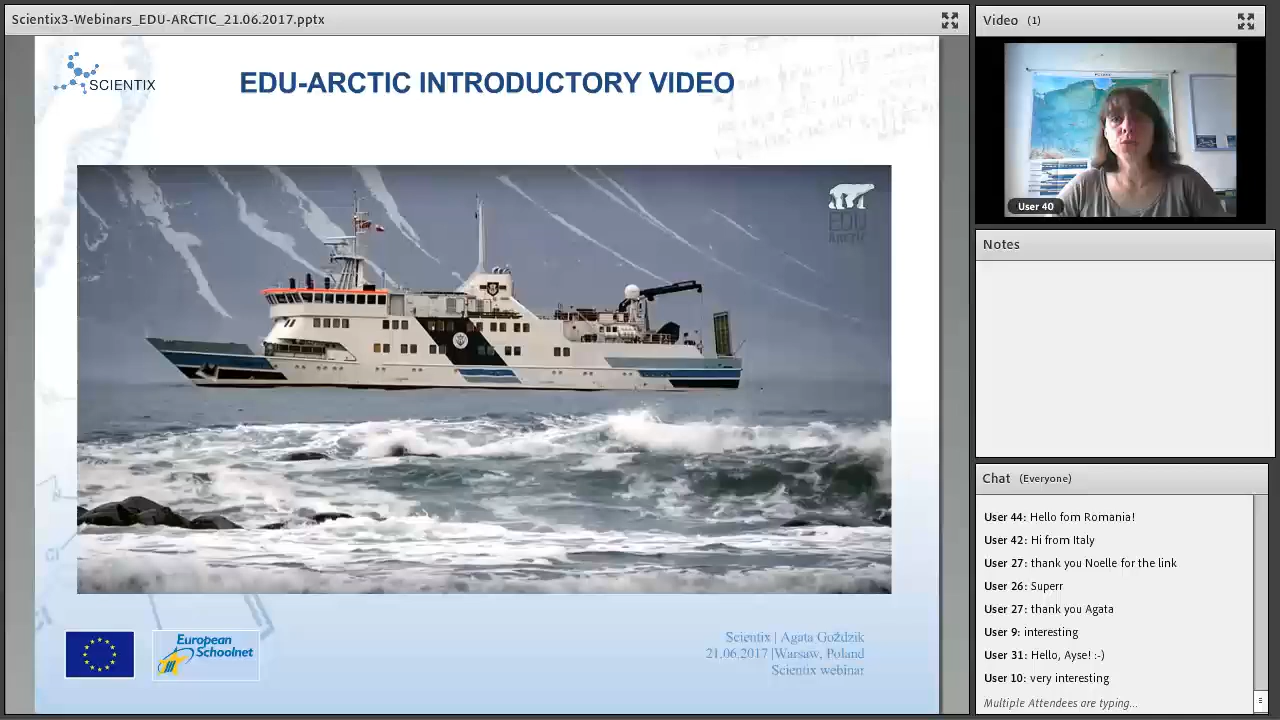 Scientix3-Webinars_EDU-ARCTIC_21.06.2017.pptx
SCIENTIX
EDU-ARCTIC INTRODUCTORY VIDEO
EDU
ARCTIC
European
Schoolnet
Scientix | Agata Goździk
21.06.2017 |Warsaw, Poland
Scientix webinar
Video (1)
User 40
Notes
Chat (Everyone)
User 44: Hello forn Romania!
User 42: Hi from Italy
User 27: thank you Noelle for the link
User 26: Superr
User 27: thank you Agata
User 9: interesting
User 31: Hello, Ayse! :-)
User 10: very interesting
Multiple Attendees are typing...